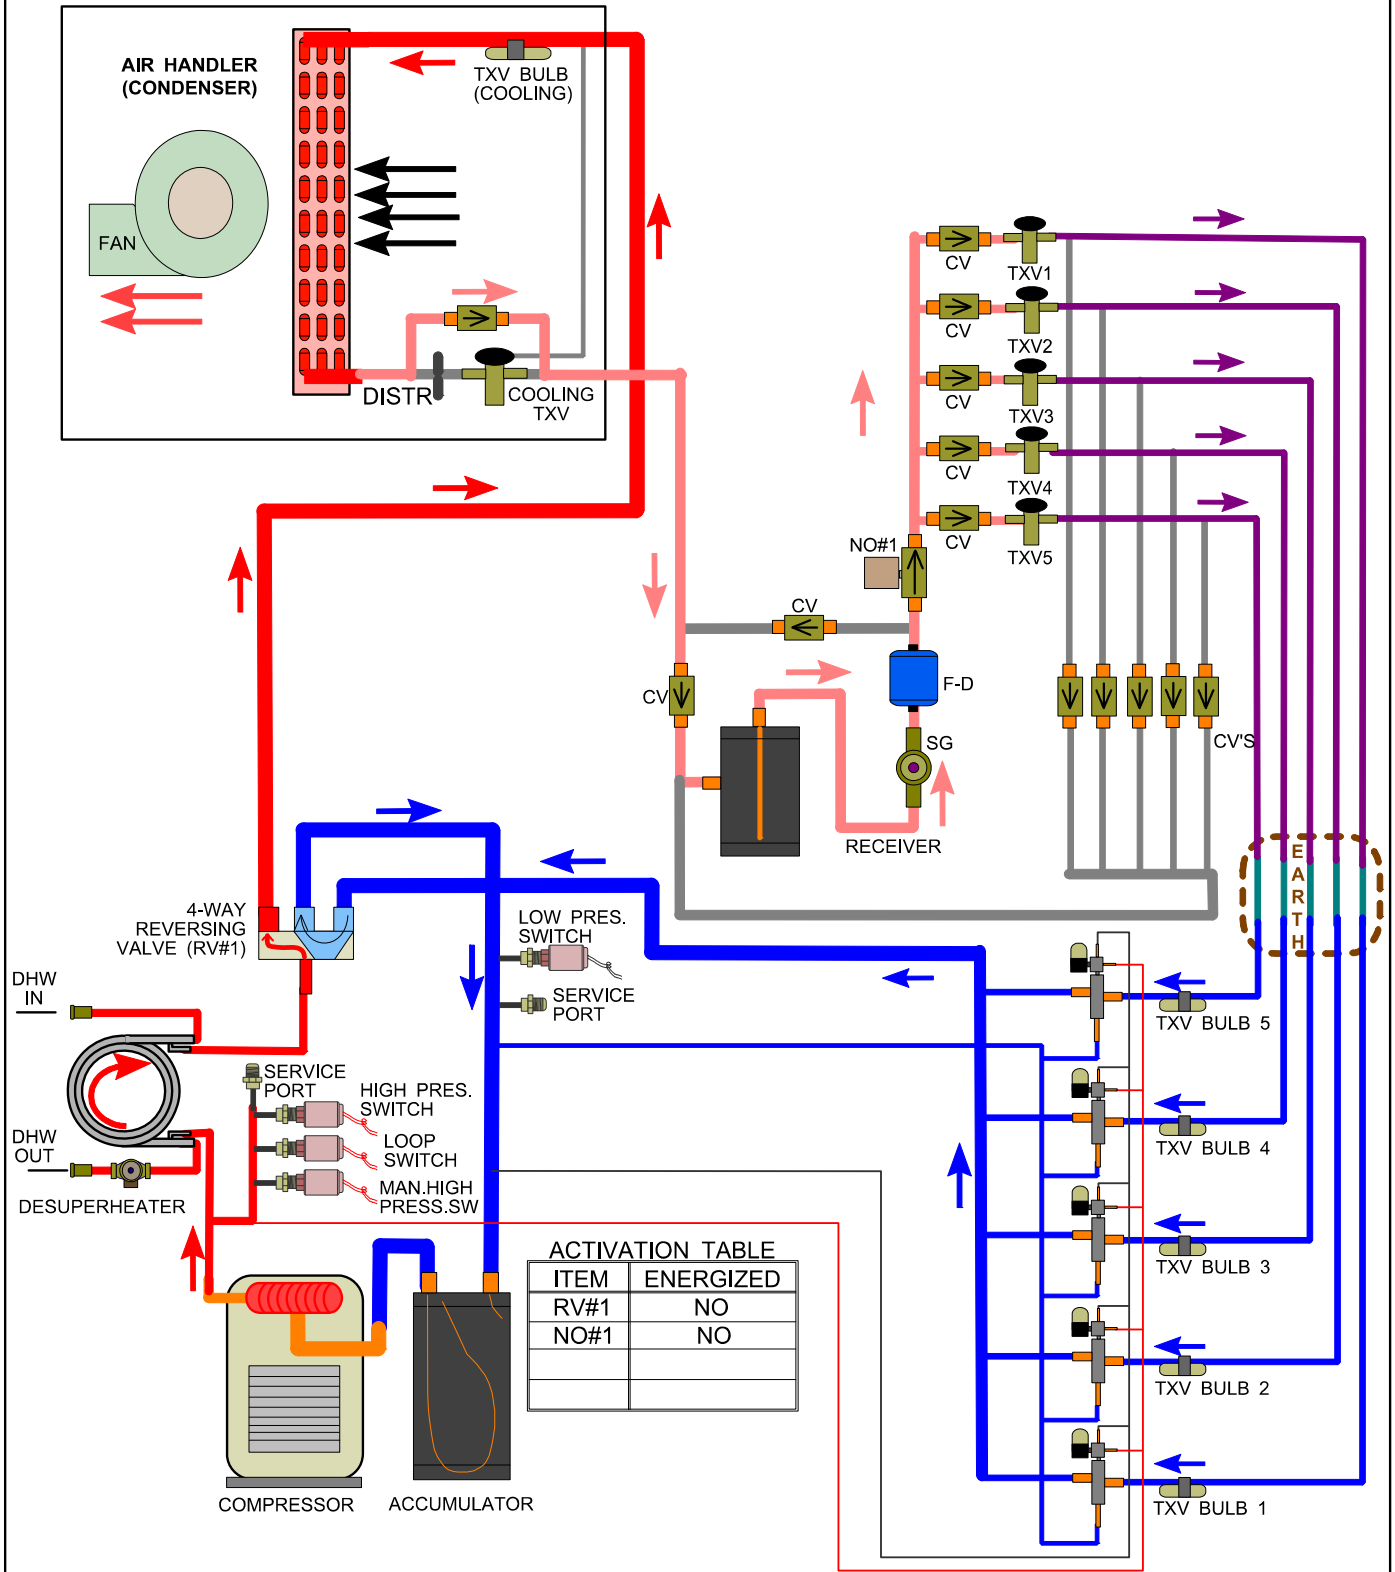 AIR HANDLER
(CONDENSER)
TXV BULB
(COOLING)
FAN
DISTR
COOLING
TXV
CV
TXV1
CV
TXV2
CV
TXV3
CV
TXV4
CV
TXV5
NO#1
CV
CV
F-D
SG
CV'S
RECEIVER
EARTH
4-WAY
REVERSING
VALVE (RV#1)
LOW PRES.
SWITCH
SERVICE
PORT
DHW
IN
DHW
OUT
DESUPERHEATER
SERVICE
PORT
HIGH PRES.
SWITCH
LOOP
SWITCH
MAN.HIGH
PRESS.SW
TXV BULB 5
TXV BULB 4
TXV BULB 3
TXV BULB 2
TXV BULB 1
ACTIVATION TABLE
ITEM ENERGIZED
RV#1 NO
NO#1 NO
COMPRESSOR
ACCUMULATOR